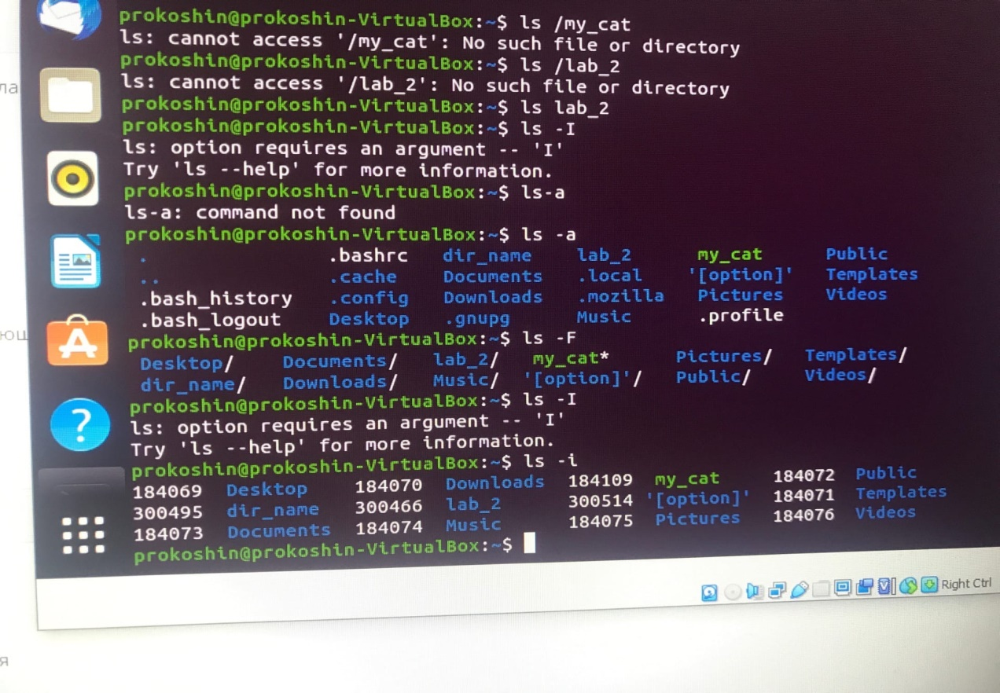 prokoshin@prokoshin-VirtualBox:~$ ls /my_cat
ls: cannot access '/my_cat': No such file or directory
prokoshin@prokoshin-VirtualBox:~$ ls /lab_2
ls: cannot access '/lab_2': No such file or directory
prokoshin@prokoshin-VirtualBox:~$ ls lab_2
prokoshin@prokoshin-VirtualBox:~$ ls -I
ls: option requires an argument -- 'I'
Try 'ls --help' for more information.
prokoshin@prokoshin-VirtualBox:~$ ls-a
ls-a: command not found
prokoshin@prokoshin-VirtualBox:~$ ls -a
. .bashrc dir_name lab_2 my_cat Public
.. .cache Documents .local '[option]' Templates
.bash_history .config Downloads .mozilla Pictures Videos
.bash_logout Desktop .gnupg Music .profile
prokoshin@prokoshin-VirtualBox:~$ ls -F
Desktop/ Documents/ lab_2/ my_cat* Pictures/ Templates/
dir_name/ Downloads/ Music/ '[option]'/ Public/ Videos/
prokoshin@prokoshin-VirtualBox:~$ ls -I
ls: option requires an argument -- 'I'
Try 'ls --help' for more information.
prokoshin@prokoshin-VirtualBox:~$ ls -i
184069 Desktop 184070 Downloads 184109 my_cat 184072 Public
300495 dir_name 300466 lab_2 300514 '[option]' 184071 Templates
184073 Documents 184074 Music 184075 Pictures 184076 Videos
prokoshin@prokoshin-VirtualBox:~$
Right Ctrl